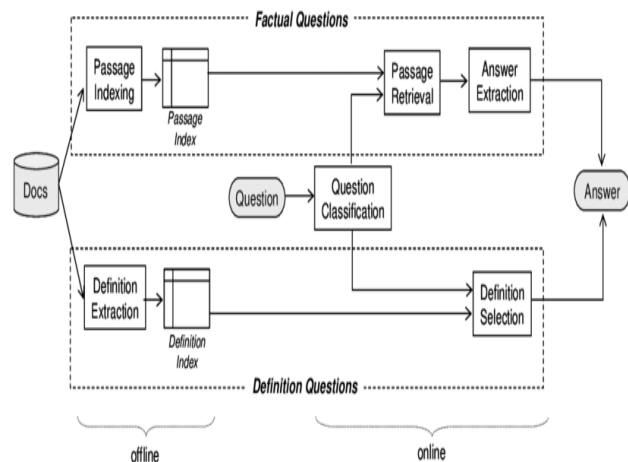 Factual Questions
Passage
Indexing
Passage
Index
Passage
Retrieval
Answer
Extraction
Docs
Question
Question
Classification
Answer
Definition
Extraction
Definition
Index
Definition
Selection
Definition Questions
offline
online